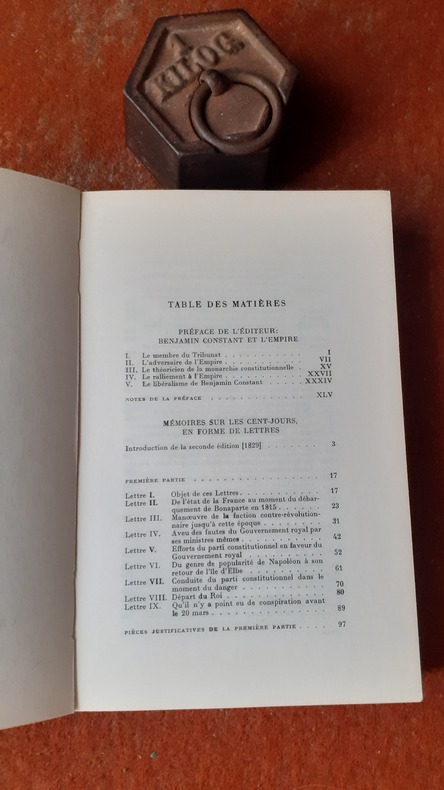 1
KILOG.
TABLE DES MATIÈRES
PRÉFACE DE L'ÉDITEUR:
BENJAMIN CONSTANT ET L'EMPIRE
I. Le membre du Tribunat . . . . . . . . . . . I
II. L'adversaire de l'Empire . . . . . . . . . . . VII
III. Le théoricien de la monarchie constitutionnelle . XV
IV. Le ralliement à l'Empire . . . . . . . . . . XXVII
V. Le libéralisme de Benjamin Constant . . . . . XXXIV
NOTES DE LA PRÉFACE . . . . . . . . . . . . XLV
MÉMOIRES SUR LES CENT-JOURS,
EN FORME DE LETTRES
Introduction de la seconde édition [1829] . . . . . . . 3
PREMIÈRE PARTIE . . . . . . . . . . . . . . 17
Lettre I. Objet de ces Lettres . . . . . . . . . . . 17
Lettre II. De l'état de la France au moment du débar-
quement de Bonaparte en 1815 . . . . . . 23
Lettre III. Manœuvre de la faction contre-révolution-
naire jusqu'à cette époque . . . . . . . . 31
Lettre IV. Aveu des fautes du Gouvernement royal par
ses ministres mêmes . . . . . . . . . . . 42
Lettre V. Efforts du parti constitutionnel en faveur du
Gouvernement royal . . . . . . . . . . . 52
Lettre VI. Du genre de popularité de Napoléon à son
retour de l'île d'Elbe . . . . . . . . . . . 61
Lettre VII. Conduite du parti constitutionnel dans le
moment du danger . . . . . . . . . . . . 70
Lettre VIII. Départ du Roi . . . . . . . . . . . . . 80
Lettre IX. Qu'il n'y a point eu de conspiration avant
le 20 mars . . . . . . . . . . . . . . . 89
PIÈCES JUSTIFICATIVES DE LA PREMIÈRE PARTIE . . . . 97